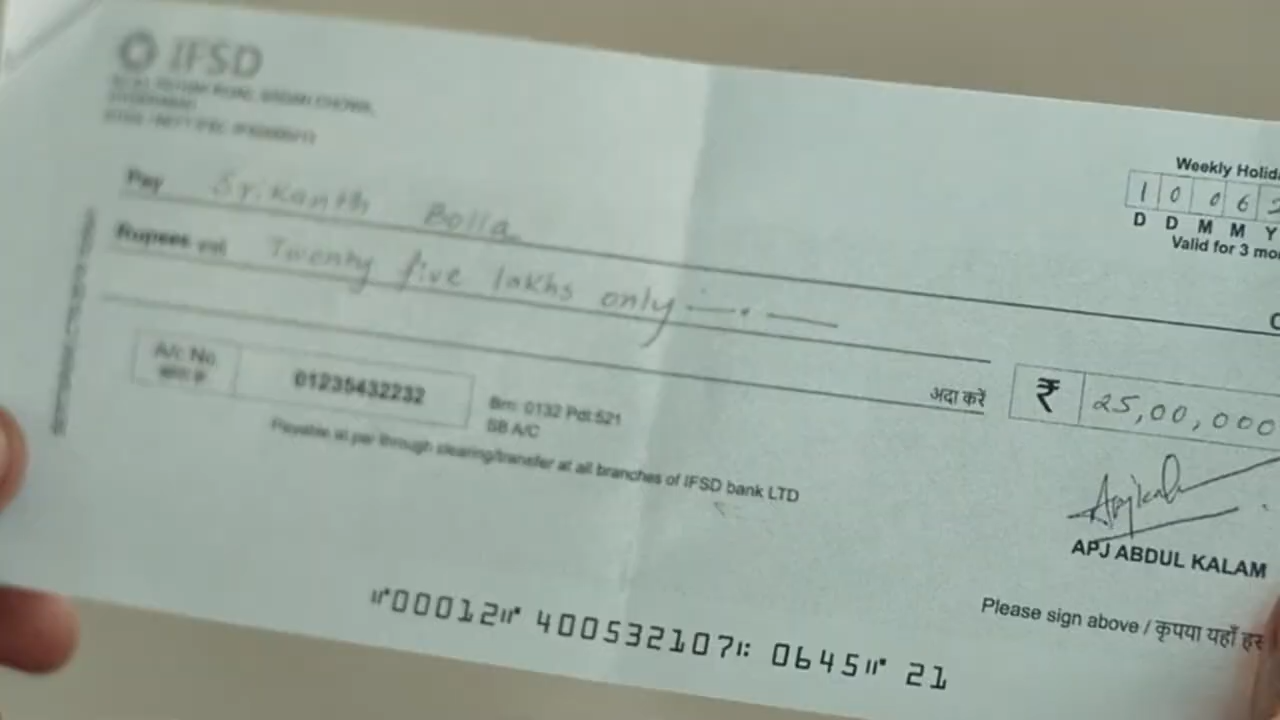 IFSD
Weekly Holida
1 0 0 6 2
D D M M Y
Valid for 3 mo
Pay Srikanth Bolla
Rupees Twenty five lakhs only
अदा करें ₹ 25,00,000
A/c No. 01235432232
Brn: 0132 Pdt:521
SB A/C
Payable at par through clearing/transfer at all branches of IFSD bank LTD
APJ ABDUL KALAM
Please sign above / कृपया यहाँ हस्
⑈00012⑈ 400532107⑆ 0645⑈ 21